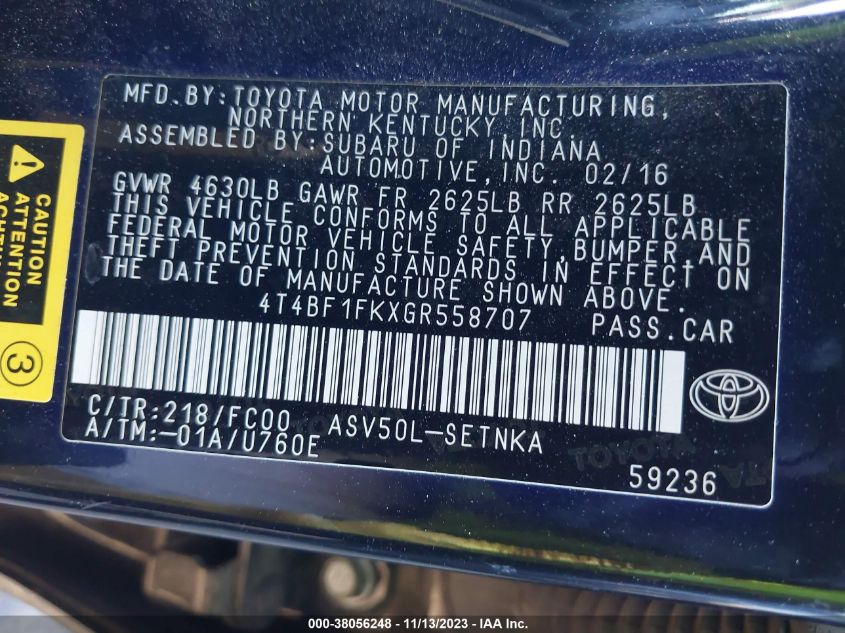 MFD.BY:TOYOTA MOTOR MANUFACTURING,
NORTHERN KENTUCKY,INC.
ASSEMBLED BY:SUBARU OF INDIANA
AUTOMOTIVE,INC. 02/16
GVWR 4630LB GAWR FR 2625LB RR 2625LB
THIS VEHICLE CONFORMS TO ALL APPLICABLE
FEDERAL MOTOR VEHICLE SAFETY,BUMPER,AND
THEFT PREVENTION STANDARDS IN EFFECT ON
THE DATE OF MANUFACTURE SHOWN ABOVE.
4T4BF1FKXGR558707 PASS.CAR
C/TR:218/FC00 ASV50L-SETNKA
A/TM:-01A/U760E
59236
TOYOTA
CAUTION
ATTENTION
3
000-38056248 - 11/13/2023 - IAA Inc.